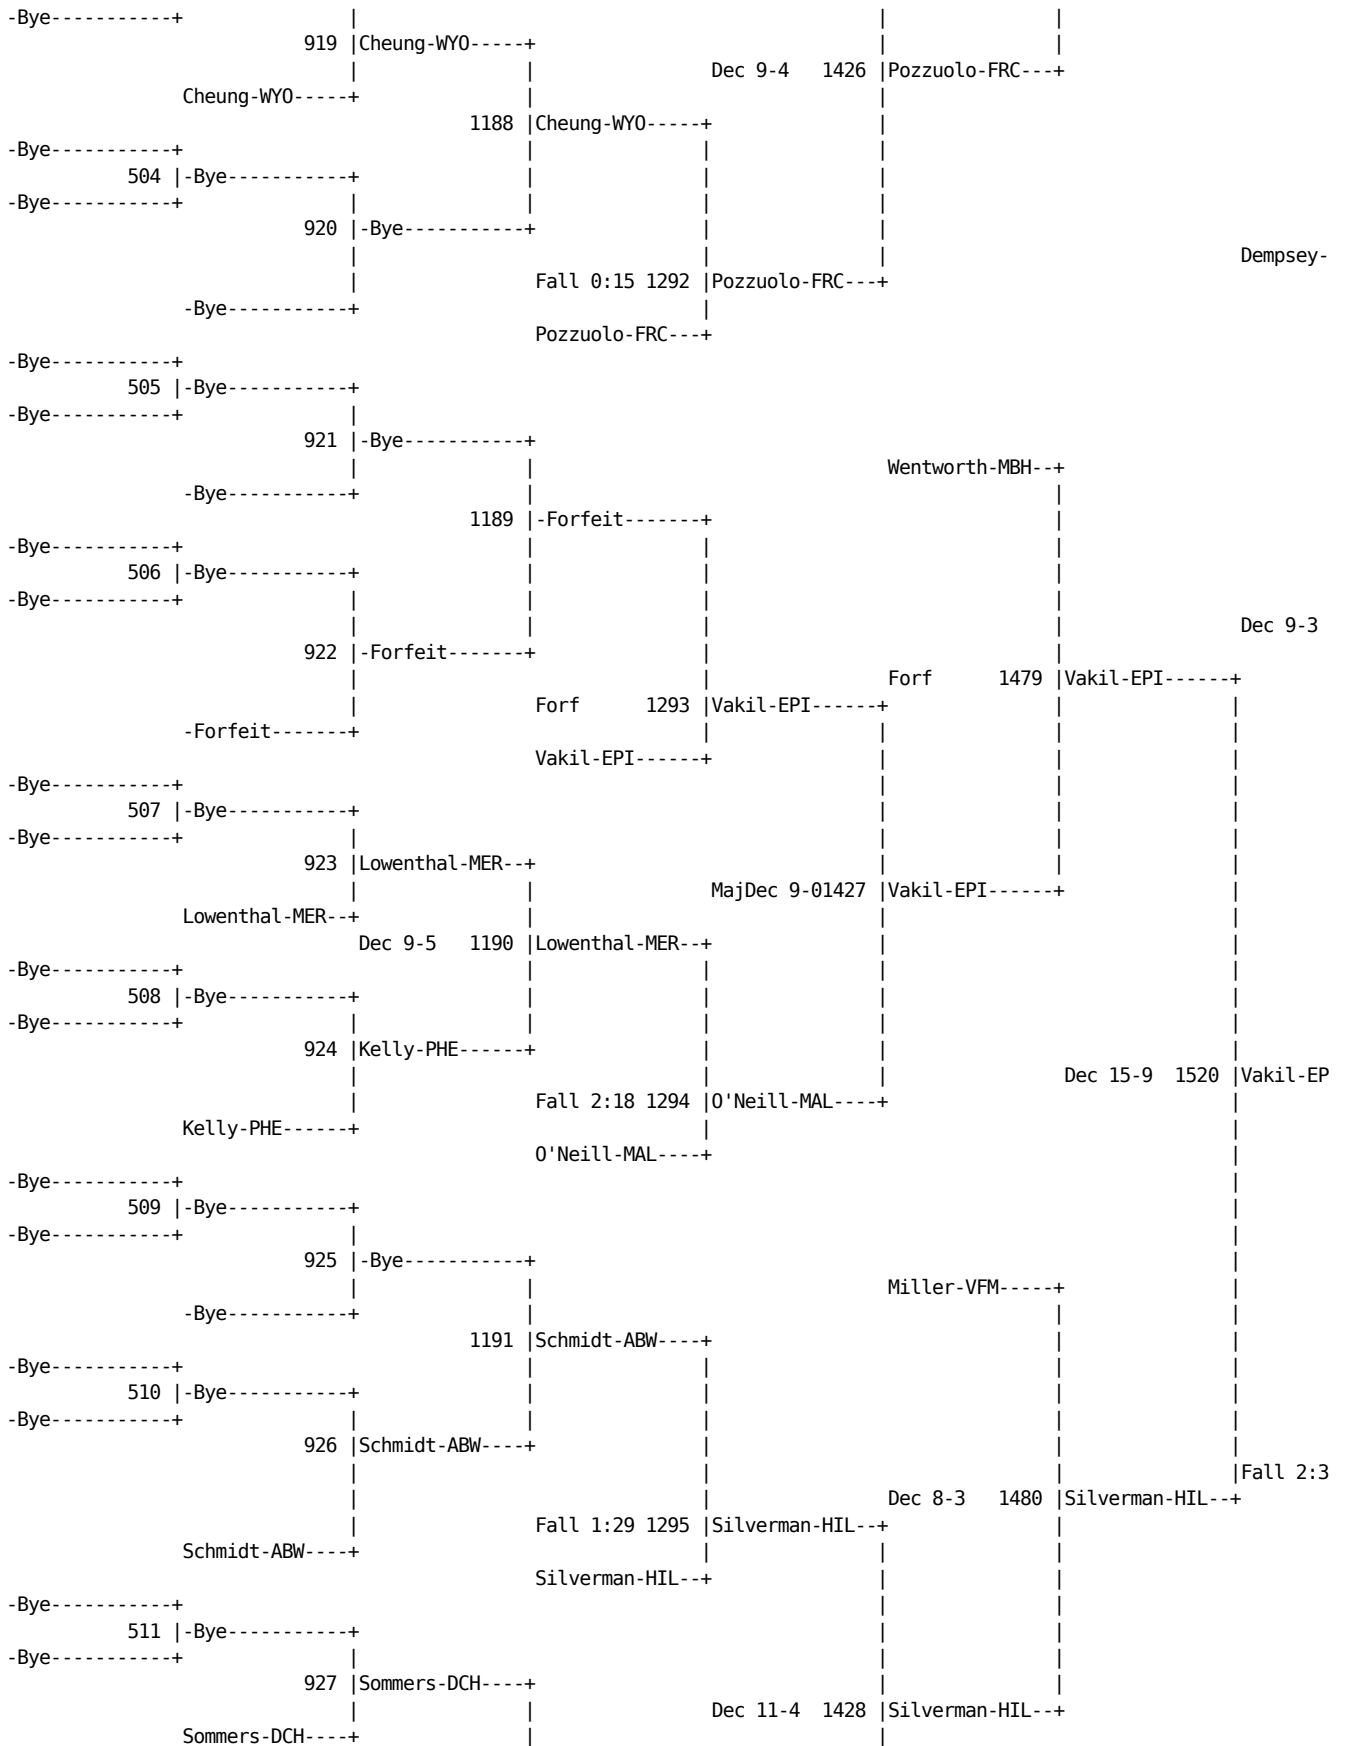 -Bye-----------+ | | |
919 |Cheung-WYO-----+ | |
| | Dec 9-4 1426 |Pozzuolo-FRC---+
Cheung-WYO-----+ | |
1188 |Cheung-WYO-----+ |
-Bye-----------+ | | |
504 |-Bye-----------+ | | |
-Bye-----------+ | | | |
920 |-Bye-----------+ | |
| | | Dempsey-
| Fall 0:15 1292 |Pozzuolo-FRC---+
-Bye-----------+ |
Pozzuolo-FRC---+
-Bye-----------+
505 |-Bye-----------+
-Bye-----------+ |
921 |-Bye-----------+
| | Wentworth-MBH--+
-Bye-----------+ | |
1189 |-Forfeit-------+ |
-Bye-----------+ | | |
506 |-Bye-----------+ | | |
-Bye-----------+ | | | |
| | | | Dec 9-3
922 |-Forfeit-------+ | |
| | Forf 1479 |Vakil-EPI------+
| Forf 1293 |Vakil-EPI------+ | |
-Forfeit-------+ | | | |
Vakil-EPI------+ | | |
-Bye-----------+ | | |
507 |-Bye-----------+ | | |
-Bye-----------+ | | | |
923 |Lowenthal-MER--+ | | |
| | MajDec 9-01427 |Vakil-EPI------+ |
Lowenthal-MER--+ | | |
Dec 9-5 1190 |Lowenthal-MER--+ | |
-Bye-----------+ | | | |
508 |-Bye-----------+ | | | |
-Bye-----------+ | | | | |
924 |Kelly-PHE------+ | | |
| | | Dec 15-9 1520 |Vakil-EP
| Fall 2:18 1294 |O'Neill-MAL----+ |
Kelly-PHE------+ | |
O'Neill-MAL----+ |
-Bye-----------+ |
509 |-Bye-----------+ |
-Bye-----------+ | |
925 |-Bye-----------+ |
| | Miller-VFM-----+ |
-Bye-----------+ | | |
1191 |Schmidt-ABW----+ | |
-Bye-----------+ | | | |
510 |-Bye-----------+ | | | |
-Bye-----------+ | | | | |
926 |Schmidt-ABW----+ | | |
| | | |Fall 2:3
| | Dec 8-3 1480 |Silverman-HIL--+
| Fall 1:29 1295 |Silverman-HIL--+ |
Schmidt-ABW----+ | | |
Silverman-HIL--+ | |
-Bye-----------+ | |
511 |-Bye-----------+ | |
-Bye-----------+ | | |
927 |Sommers-DCH----+ | |
| | Dec 11-4 1428 |Silverman-HIL--+
Sommers-DCH----+ | |